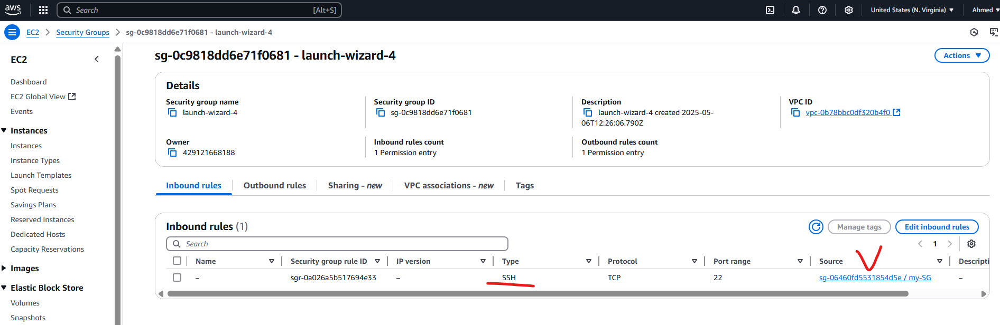 aws
Search [Alt+S]
United States (N. Virginia)
Ahmed
EC2 > Security Groups > sg-0c9818dd6e71f0681 - launch-wizard-4
EC2
Dashboard
EC2 Global View
Events
Instances
Instances
Instance Types
Launch Templates
Spot Requests
Savings Plans
Reserved Instances
Dedicated Hosts
Capacity Reservations
Images
Elastic Block Store
Volumes
Snapshots
sg-0c9818dd6e71f0681 - launch-wizard-4
Actions
Details
Security group name
launch-wizard-4
Security group ID
sg-0c9818dd6e71f0681
Description
launch-wizard-4 created 2025-05-
06T12:26:06.790Z
VPC ID
vpc-0b78bbc0df320b4f0
Owner
429121668188
Inbound rules count
1 Permission entry
Outbound rules count
1 Permission entry
Inbound rules
Outbound rules
Sharing - new
VPC associations - new
Tags
Inbound rules (1)
Manage tags
Edit inbound rules
Search
1
Name Security group rule ID IP version Type Protocol Port range Source Descripti
– sgr-0a026a5b517694e33 – SSH TCP 22 sg-06460fd5531854d5e / my-SG –